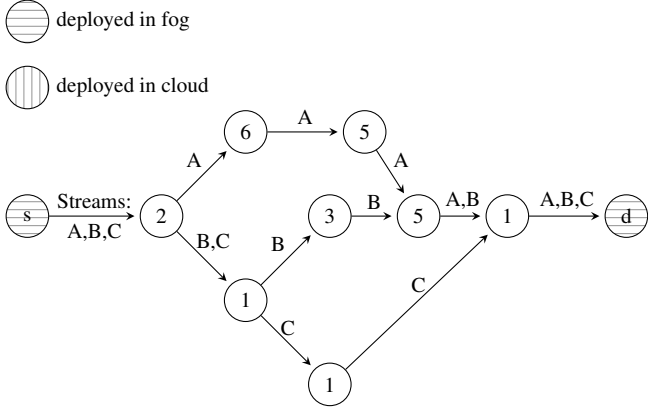 deployed in fog
deployed in cloud
A
6
5
A
A
s
Streams:
A,B,C
2
3
B
5
A,B
1
A,B,C
d
B,C
B
1
C
C
1